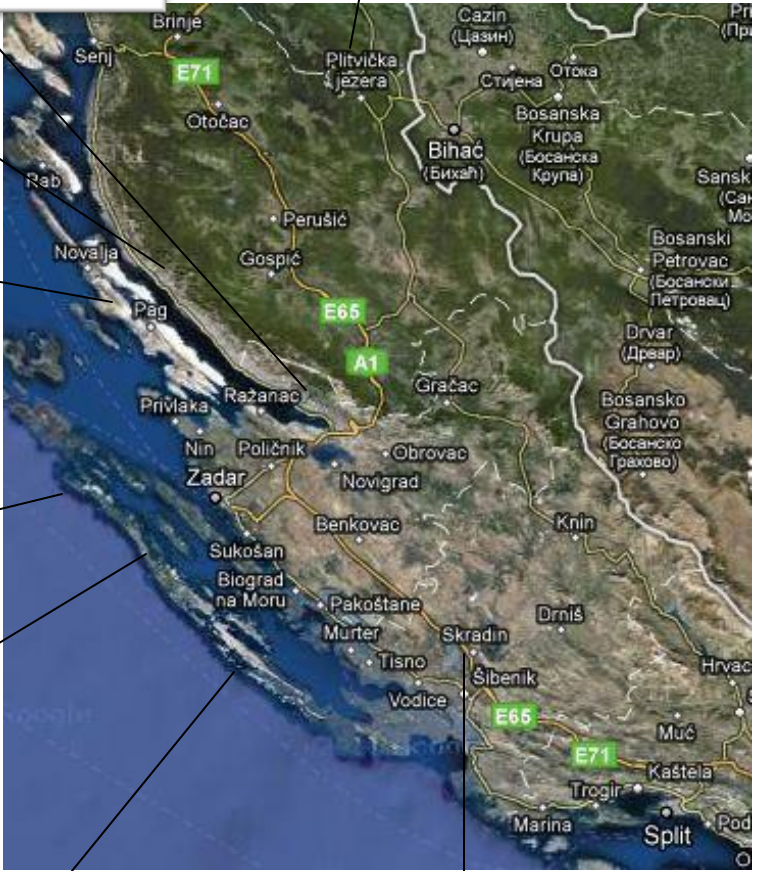 Brinje
Cazin
(Цазин)
Senj
Plitvička
jezera
E71
Стијена
Отока
Otočac
Bosanska
Krupa
(Босанска
Крупа)
Bihać
(Бихаћ)
Rab
Perušić
Bosanski
Petrovac
(Босански
Петровац)
Novalja
Gospić
Pag
E65
A1
Drvar
(Дрвар)
Gračac
Ražanac
Privlaka
Bosansko
Grahovo
(Босанско
Грахово)
Nin
Poličnik
Obrovac
Zadar
Novigrad
Benkovac
Knin
Sukošan
Biograd
na Moru
Pakoštane
Drniš
Murter
Skradin
Tisno
Hrvac
Šibenik
Vodice
E65
Muć
E71
Kaštela
Trogir
Marina
Split
Pod